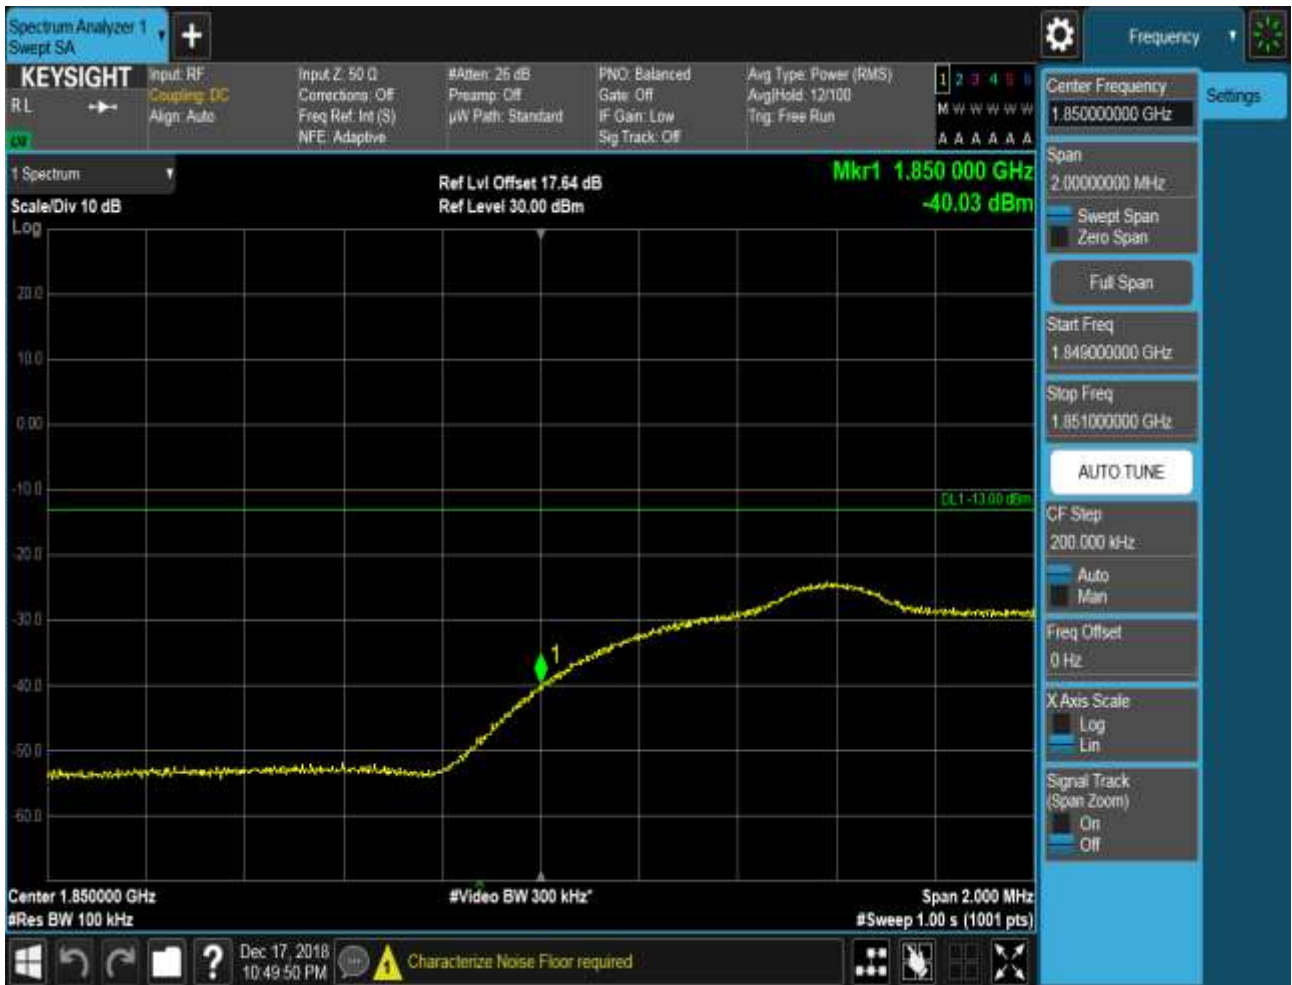 Spectrum Analyzer 1
Swept SA
+
Frequency
KEYSIGHT
RL
Input: RF
Coupling: DC
Align: Auto
Input Z: 50 Ω
Corrections: Off
Freq Ref: Int (S)
NFE: Adaptive
#Atten: 26 dB
Preamp: Off
µW Path: Standard
PNO: Balanced
Gate: Off
IF Gain: Low
Sig Track: Off
Avg Type: Power (RMS)
Avg|Hold: 12/100
Trig: Free Run
1 2 3 4 5 6
M W W W W W
A A A A A A
1 Spectrum
Scale/Div 10 dB
Log
Ref Lvl Offset 17.64 dB
Ref Level 30.00 dBm
Mkr1 1.850 000 GHz
-40.03 dBm
20.0
10.0
0.00
-10.0
-20.0
-30.0
-40.0
-50.0
-60.0
DL1 -13.00 dBm
1
Center 1.850000 GHz
#Res BW 100 kHz
#Video BW 300 kHz*
Span 2.000 MHz
#Sweep 1.00 s (1001 pts)
Center Frequency
1.850000000 GHz
Settings
Span
2.00000000 MHz
Swept Span
Zero Span
Full Span
Start Freq
1.849000000 GHz
Stop Freq
1.851000000 GHz
AUTO TUNE
CF Step
200.000 kHz
Auto
Man
Freq Offset
0 Hz
X Axis Scale
Log
Lin
Signal Track
(Span Zoom)
On
Off
?
Dec 17, 2018
10:49:50 PM
1
Characterize Noise Floor required